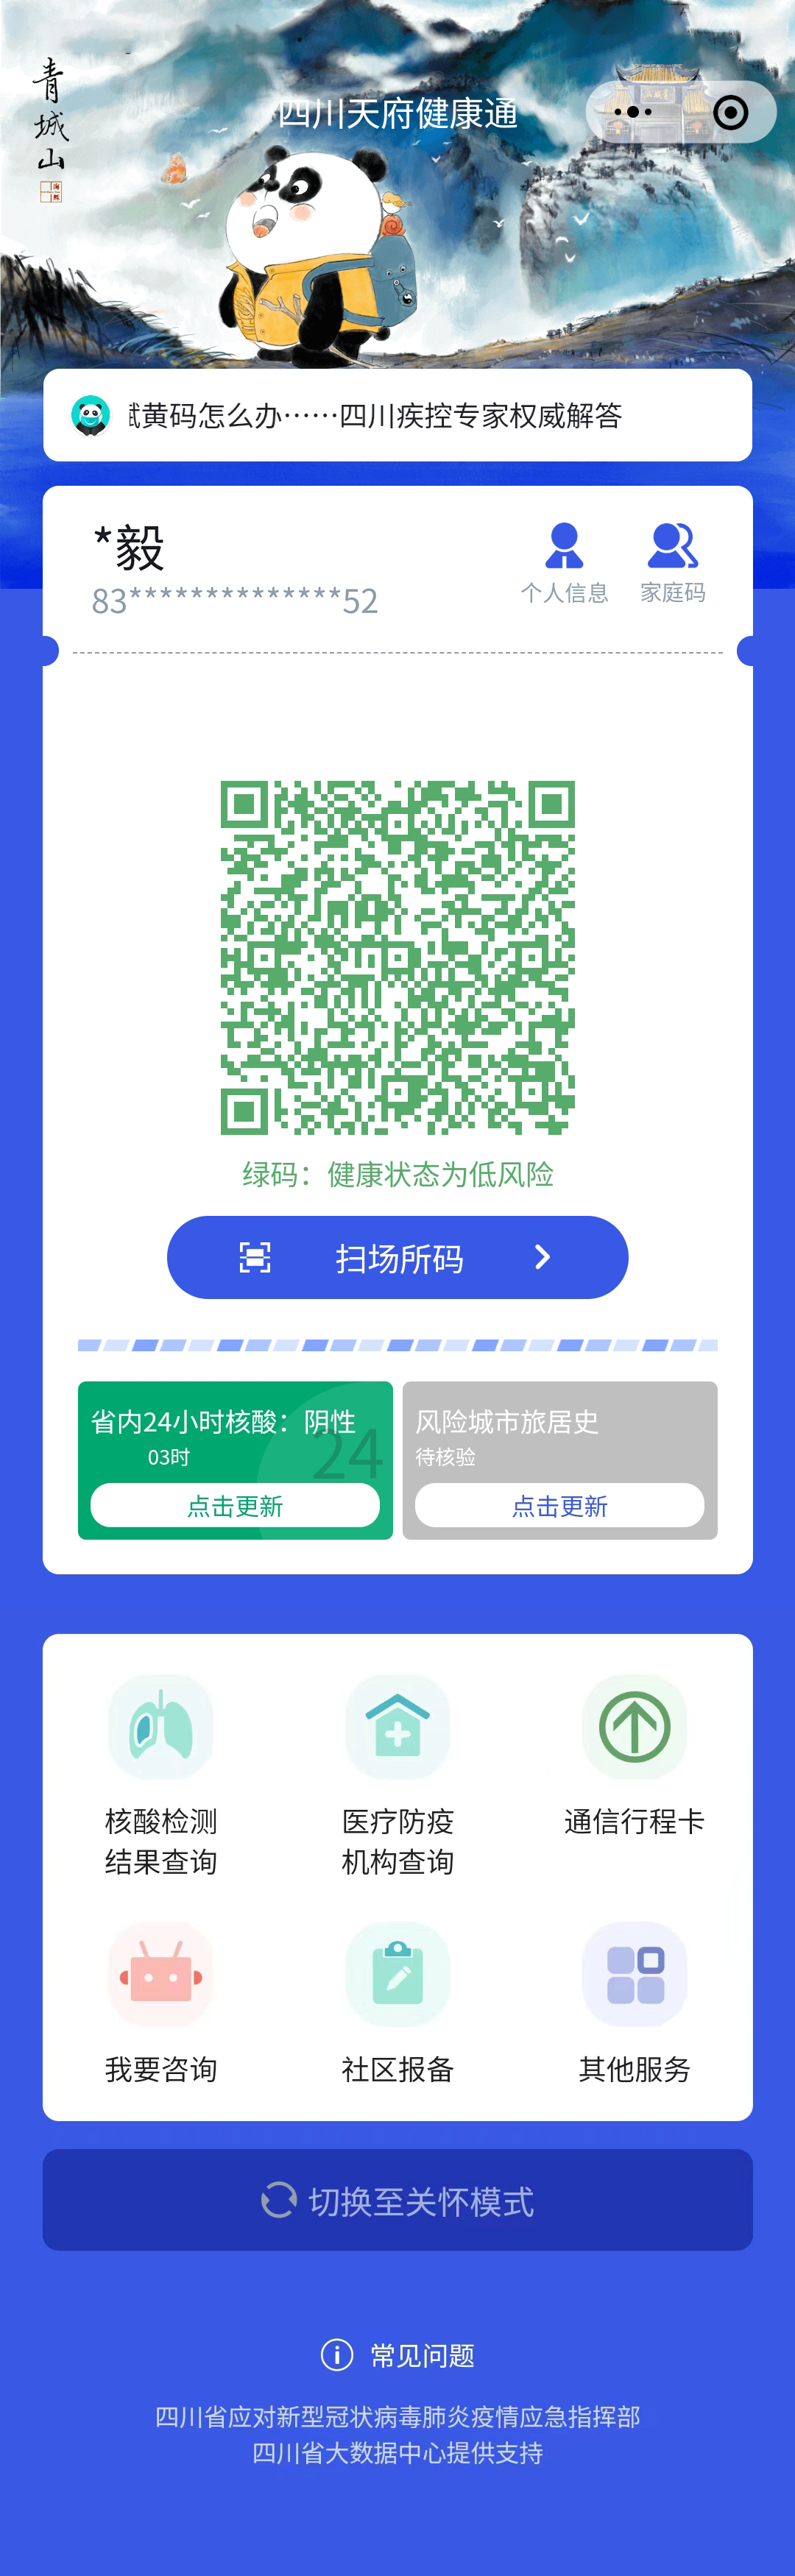 青城山
四川天府健康通
黄码怎么办……四川疾控专家权威解答
*毅
83**************52
个人信息
家庭码
绿码：健康状态为低风险
扫场所码
省内24小时核酸：阴性
03时
24
点击更新
风险城市旅居史
待核验
点击更新
核酸检测
结果查询
医疗防疫
机构查询
通信行程卡
我要咨询
社区报备
其他服务
切换至关怀模式
常见问题
四川省应对新型冠状病毒肺炎疫情应急指挥部
四川省大数据中心提供支持